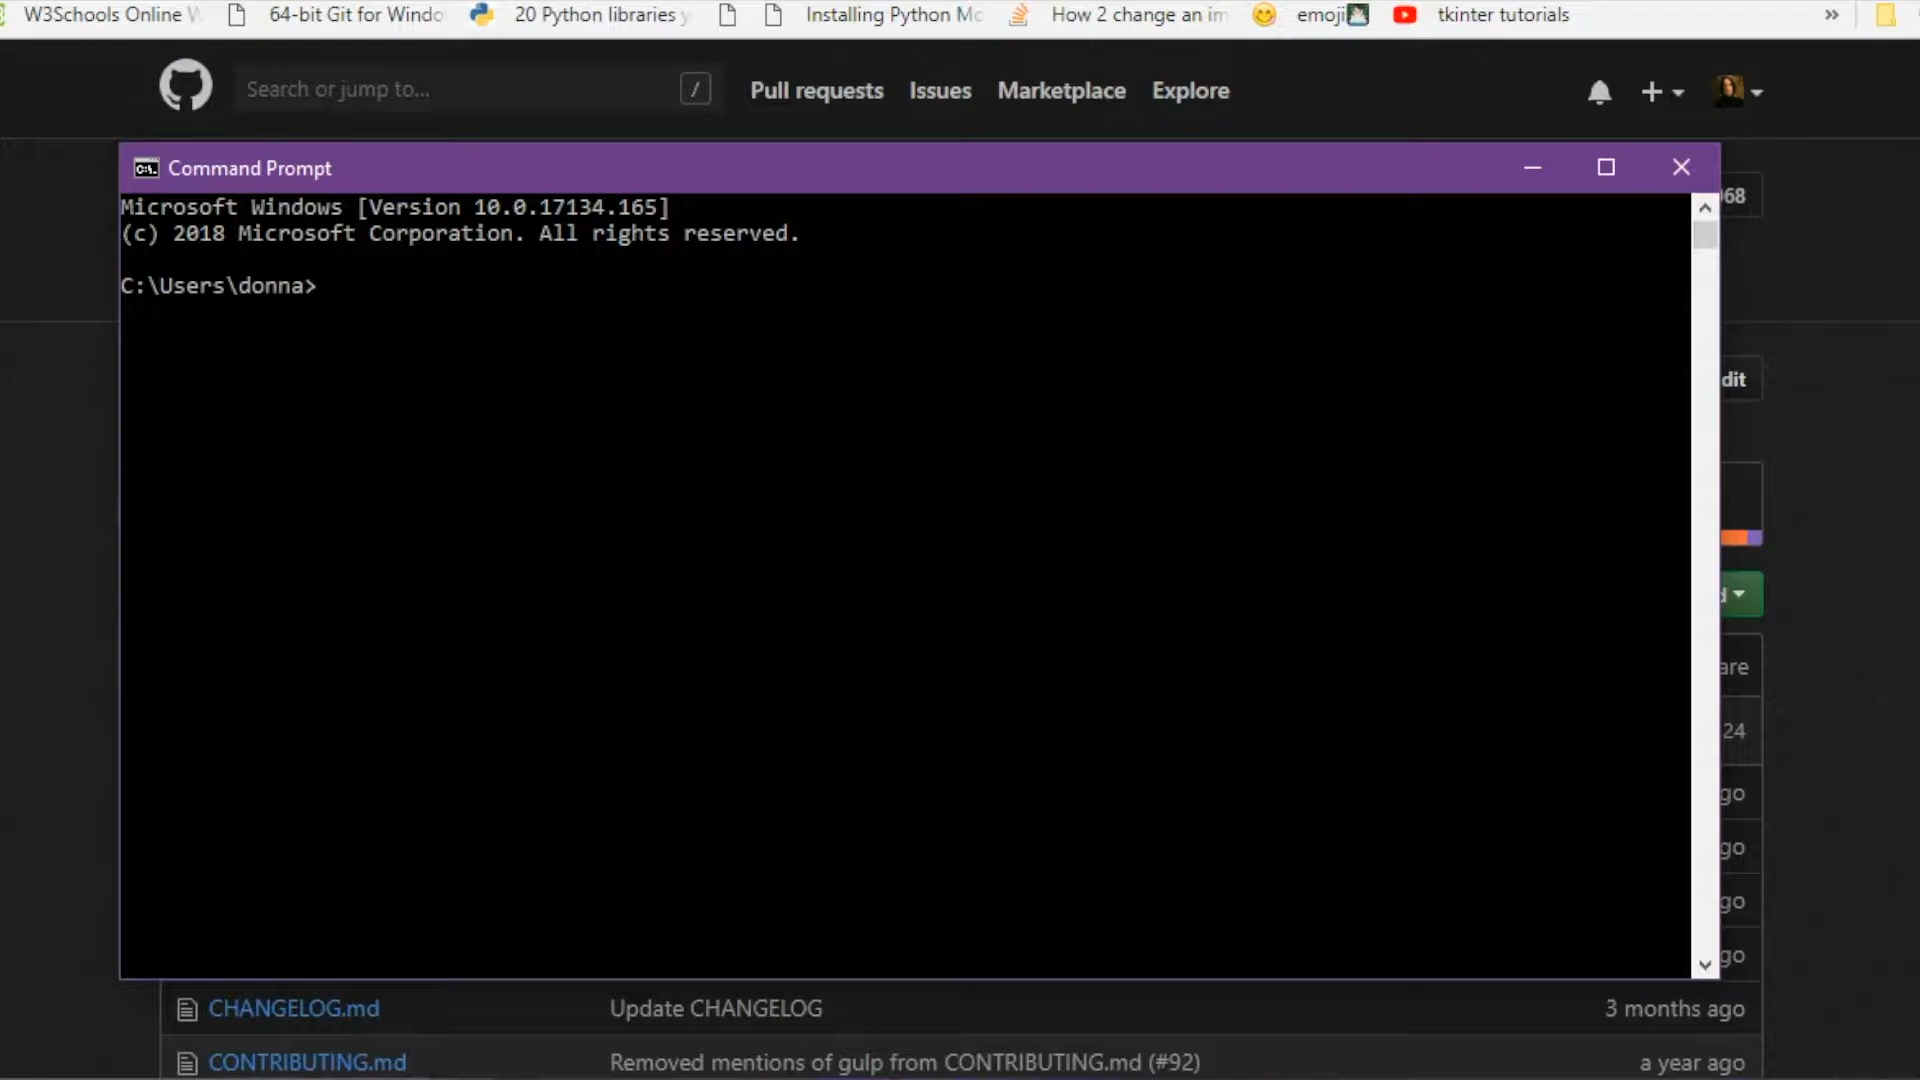 W3Schools Online
64-bit Git for Windo
20 Python libraries y
Installing Python Mo
How 2 change an im
emoji
tkinter tutorials
»
Search or jump to...
/
Pull requests
Issues
Marketplace
Explore
C:\.
Command Prompt
Microsoft Windows [Version 10.0.17134.165]
(c) 2018 Microsoft Corporation. All rights reserved.
C:\Users\donna>
68
dit
d
are
24
go
go
go
go
CHANGELOG.md
Update CHANGELOG
3 months ago
CONTRIBUTING.md
Removed mentions of gulp from CONTRIBUTING.md (#92)
a year ago